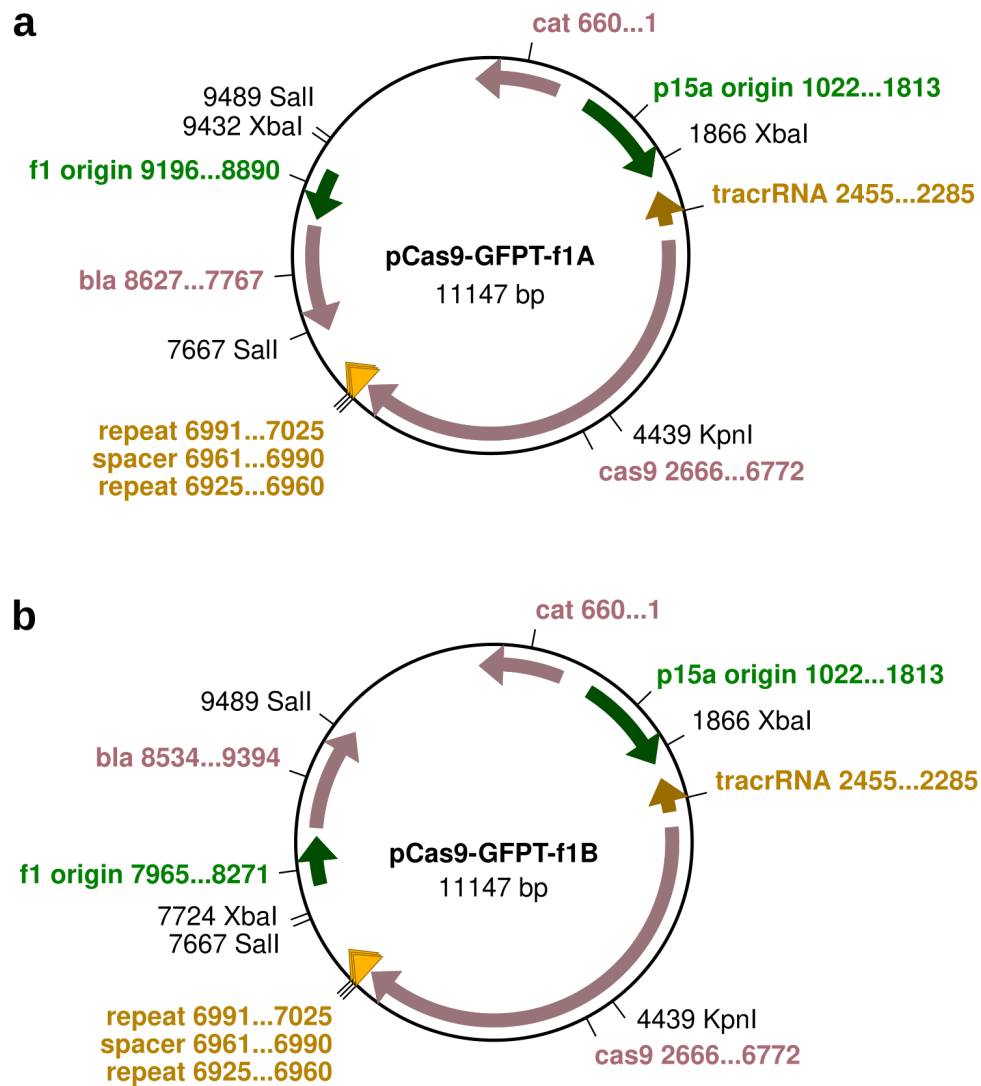 a
cat 660...1
p15a origin 1022...1813
9489 SalI
9432 XbaI
1866 XbaI
f1 origin 9196...8890
tracrRNA 2455...2285
pCas9-GFPT-f1A
11147 bp
bla 8627...7767
7667 SalI
repeat 6991...7025
spacer 6961...6990
repeat 6925...6960
4439 KpnI
cas9 2666...6772
b
cat 660...1
p15a origin 1022...1813
9489 SalI
1866 XbaI
bla 8534...9394
tracrRNA 2455...2285
pCas9-GFPT-f1B
11147 bp
f1 origin 7965...8271
7724 XbaI
7667 SalI
repeat 6991...7025
spacer 6961...6990
repeat 6925...6960
4439 KpnI
cas9 2666...6772